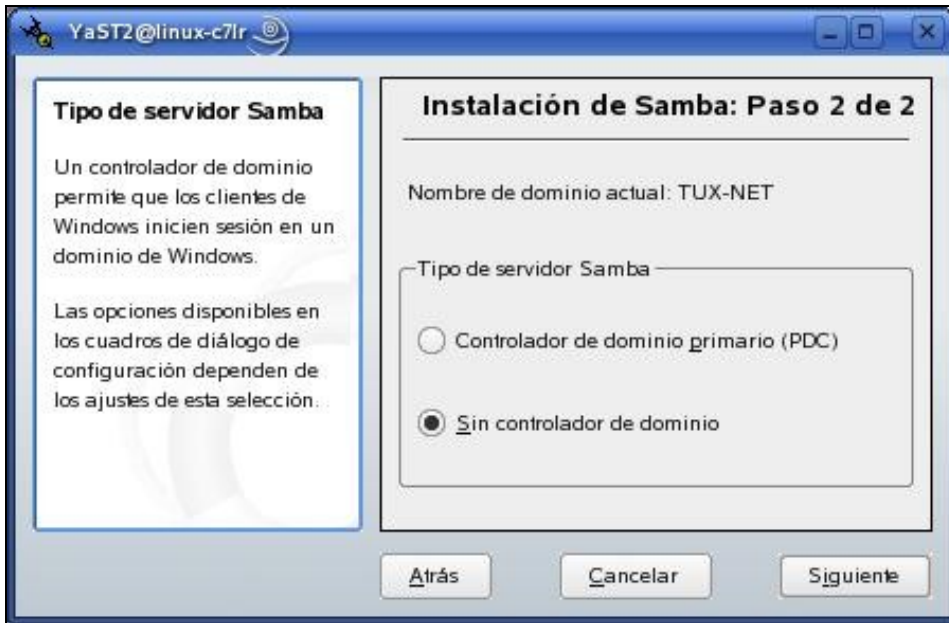 YaST2@linux-c7lr
Tipo de servidor Samba
Un controlador de dominio
permite que los clientes de
Windows inicien sesión en un
dominio de Windows.
Las opciones disponibles en
los cuadros de diálogo de
configuración dependen de
los ajustes de esta selección.
Instalación de Samba: Paso 2 de 2
Nombre de dominio actual: TUX-NET
Tipo de servidor Samba
Controlador de dominio primario (PDC)
Sin controlador de dominio
Atrás
Cancelar
Siguiente